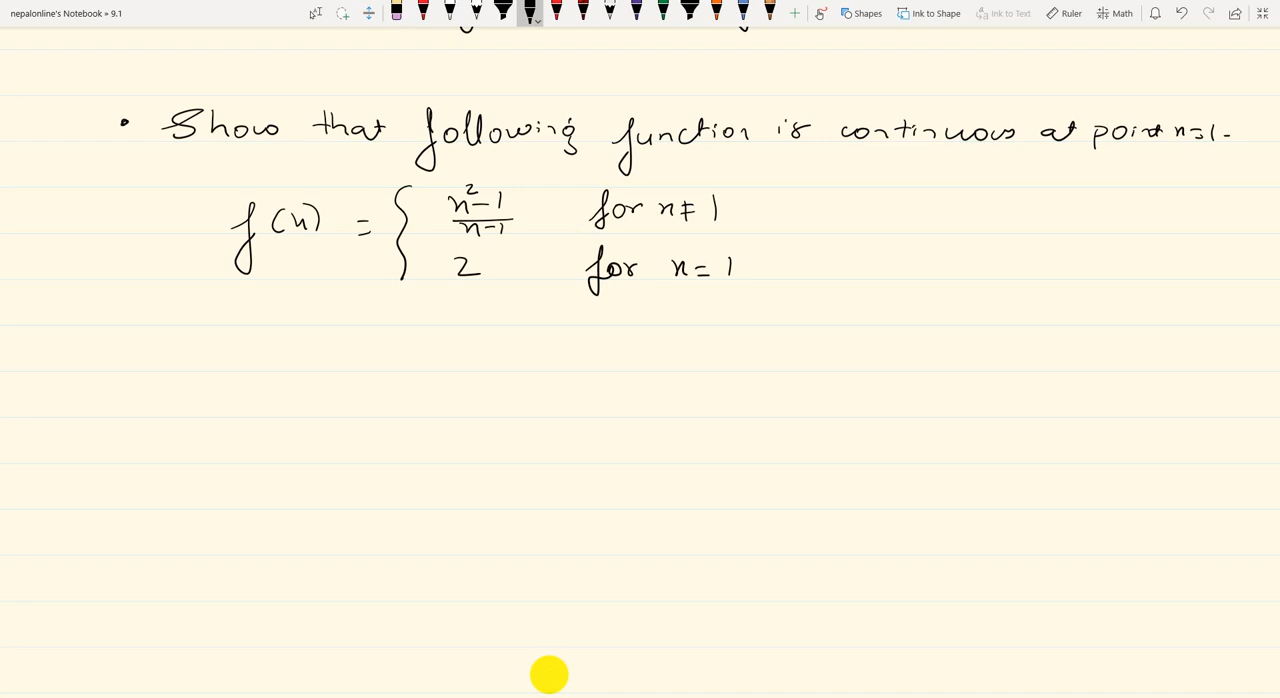 nepalonline's Notebook » 9.1
Shapes Ink to Shape Ink to Text Ruler Math
• Show that following function is continuous at point x=1.
f(x) = { x²-1 / x-1 for x≠1
2 for x=1